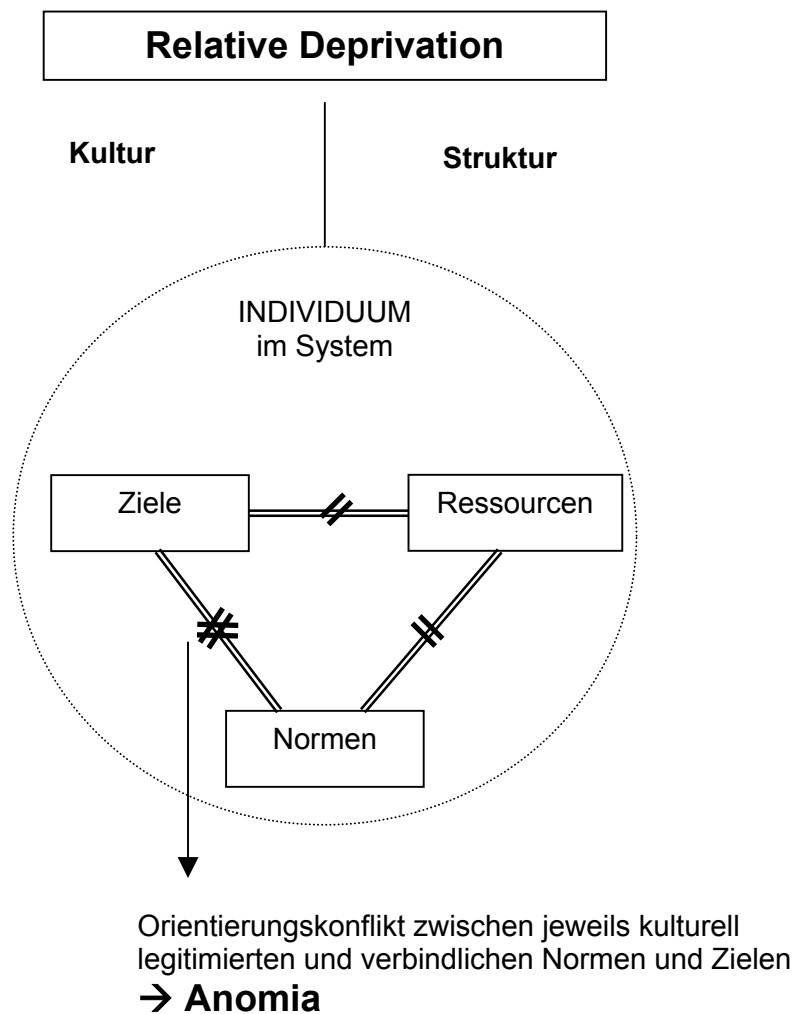 Relative Deprivation
Kultur
Struktur
INDIVIDUUM
im System
Ziele
Ressourcen
Normen
Orientierungskonflikt zwischen jeweils kulturell
legitimierten und verbindlichen Normen und Zielen
→ Anomia